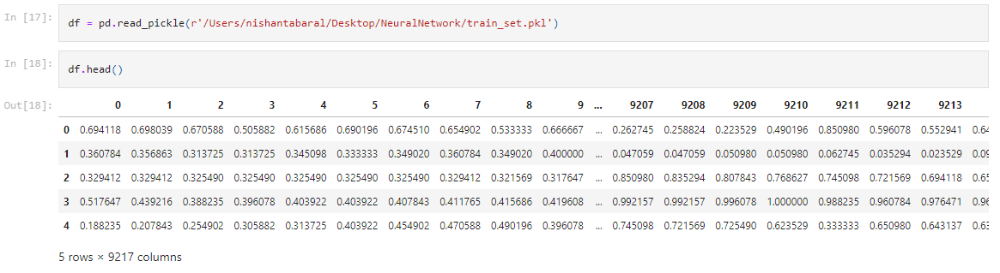 In [17]: df = pd.read_pickle(r'/Users/nishantabaral/Desktop/NeuralNetwork/train_set.pkl')
In [18]: df.head()
Out[18]: 0 1 2 3 4 5 6 7 8 9 ... 9207 9208 9209 9210 9211 9212 9213
0 0.694118 0.698039 0.670588 0.505882 0.615686 0.690196 0.674510 0.654902 0.533333 0.666667 ... 0.262745 0.258824 0.223529 0.490196 0.850980 0.596078 0.552941 0.64
1 0.360784 0.356863 0.313725 0.313725 0.345098 0.333333 0.349020 0.360784 0.349020 0.400000 ... 0.047059 0.047059 0.050980 0.050980 0.062745 0.035294 0.023529 0.09
2 0.329412 0.329412 0.325490 0.325490 0.325490 0.325490 0.325490 0.329412 0.321569 0.317647 ... 0.850980 0.835294 0.807843 0.768627 0.745098 0.721569 0.694118 0.65
3 0.517647 0.439216 0.388235 0.396078 0.403922 0.403922 0.407843 0.411765 0.415686 0.419608 ... 0.992157 0.992157 0.996078 1.000000 0.988235 0.960784 0.976471 0.96
4 0.188235 0.207843 0.254902 0.305882 0.313725 0.403922 0.454902 0.470588 0.490196 0.396078 ... 0.745098 0.721569 0.725490 0.623529 0.333333 0.650980 0.643137 0.63
5 rows × 9217 columns